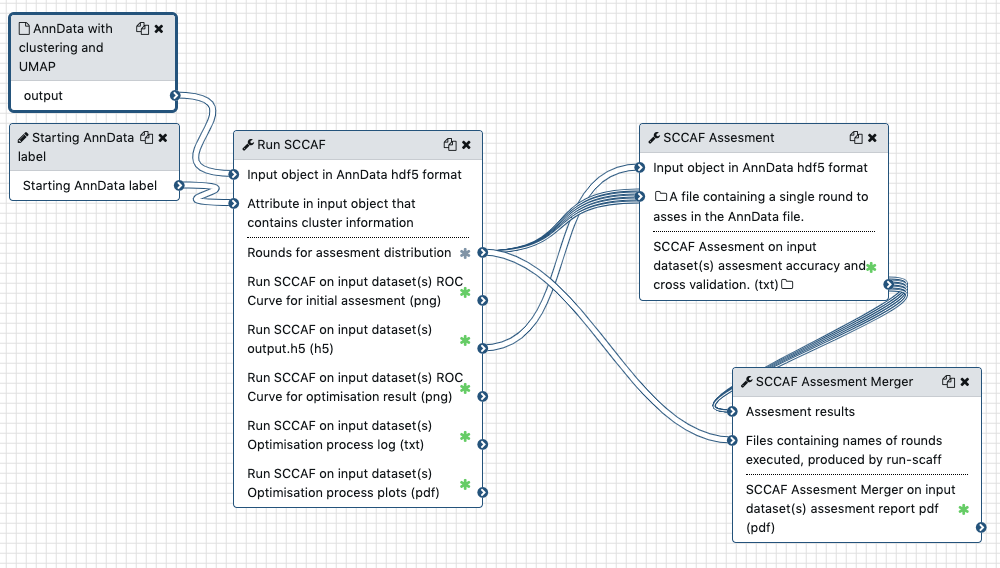 AnnData with
clustering and
UMAP
output
Starting AnnData
label
Starting AnnData label
Run SCCAF
Input object in AnnData hdf5 format
Attribute in input object that
contains cluster information
Rounds for assesment distribution
Run SCCAF on input dataset(s) ROC
Curve for initial assesment (png)
Run SCCAF on input dataset(s)
output.h5 (h5)
Run SCCAF on input dataset(s) ROC
Curve for optimisation result (png)
Run SCCAF on input dataset(s)
Optimisation process log (txt)
Run SCCAF on input dataset(s)
Optimisation process plots (pdf)
SCCAF Assesment
Input object in AnnData hdf5 format
A file containing a single round to
asses in the AnnData file.
SCCAF Assesment on input
dataset(s) assesment accuracy and
cross validation. (txt)
SCCAF Assesment Merger
Assesment results
Files containing names of rounds
executed, produced by run-scaff
SCCAF Assesment Merger on input
dataset(s) assesment report pdf
(pdf)